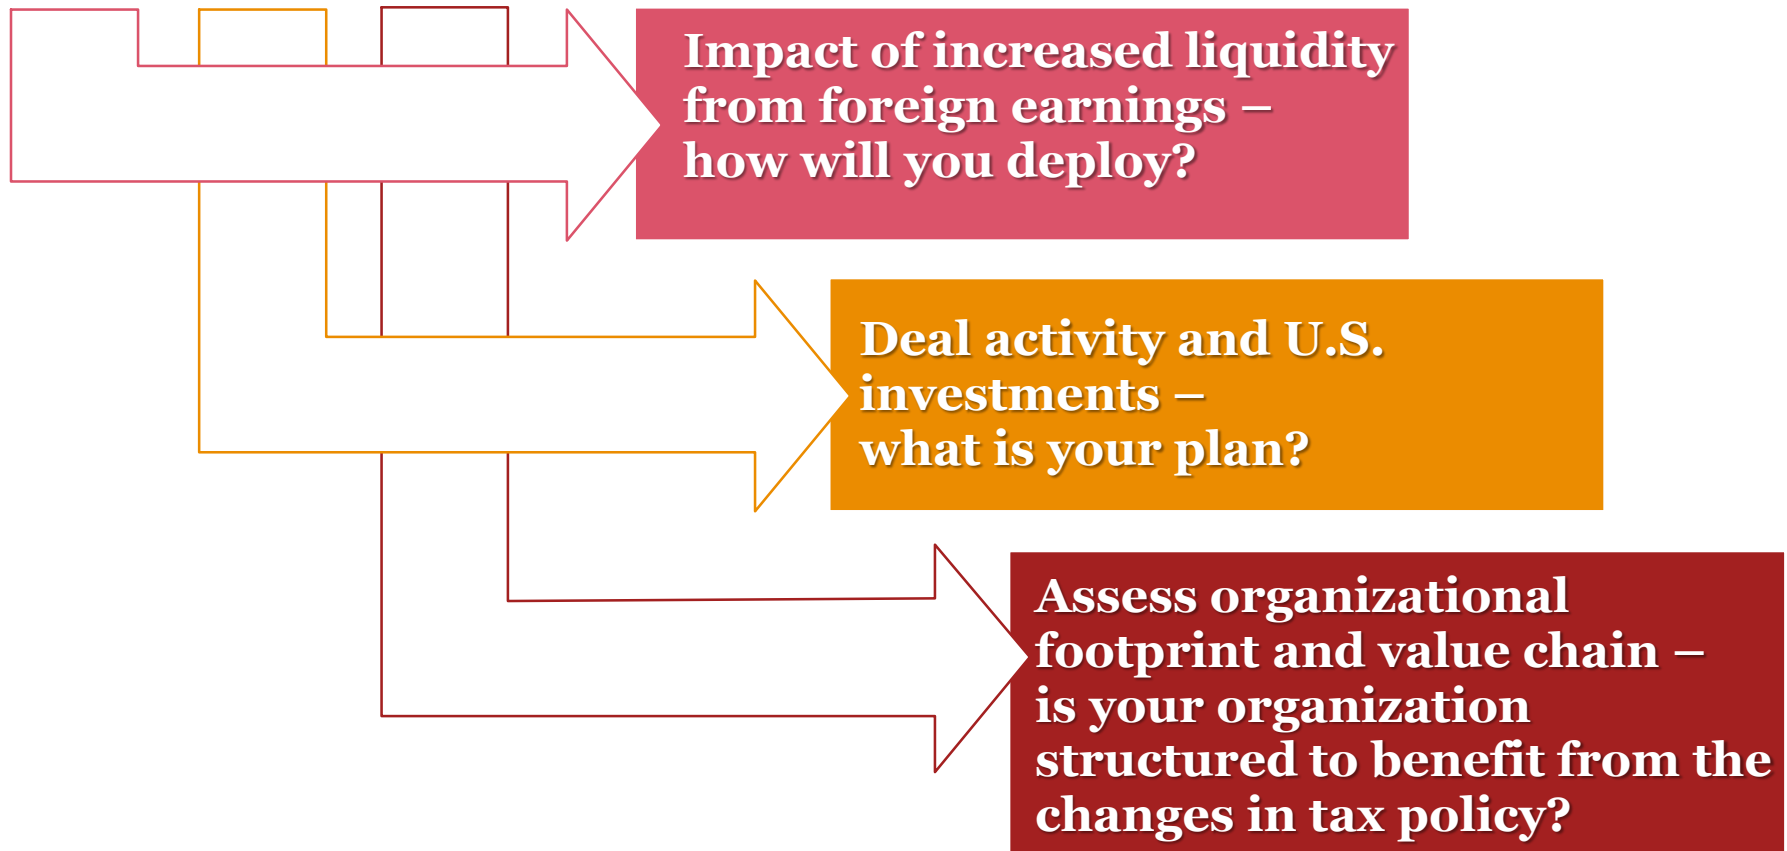 Impact of increased liquidity
from foreign earnings –
how will you deploy?
Deal activity and U.S.
investments –
what is your plan?
Assess organizational
footprint and value chain –
is your organization
structured to benefit from the
changes in tax policy?